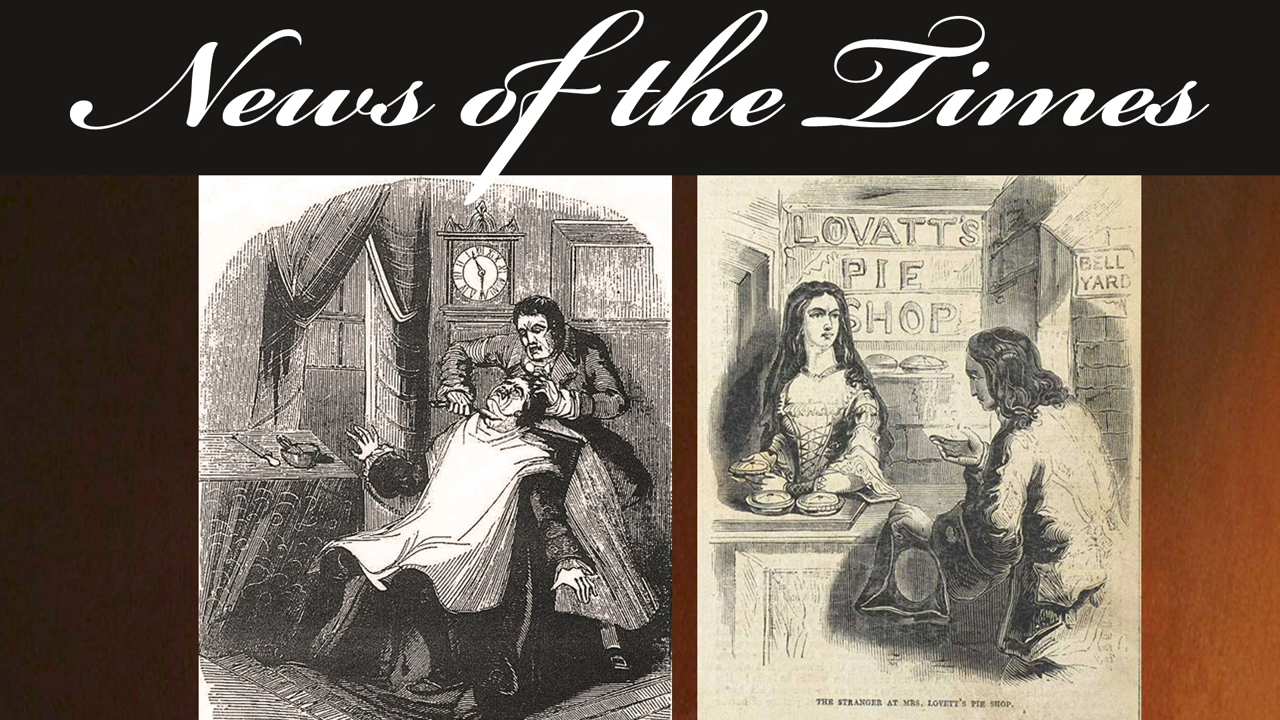 News of the Times
LOVATT'S
PIE
SHOP
BELL
YARD
THE STRANGER AT MRS. LOVETT'S PIE SHOP.